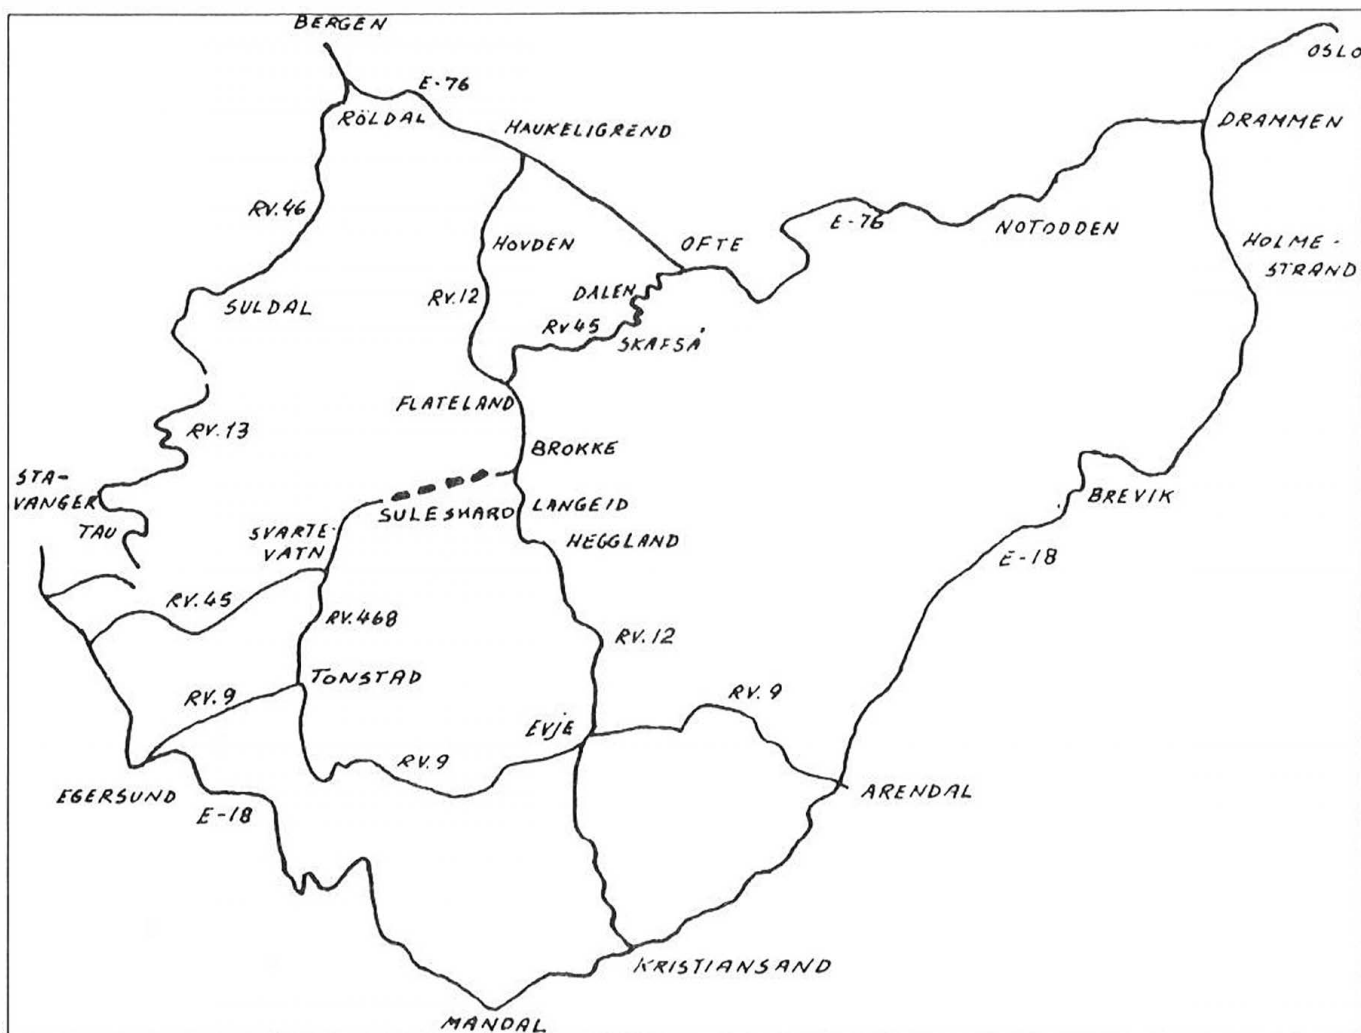 BERGEN
OSLO
E-76
RÖLDAL
HAUKELIGREND
DRAMMEN
RV.46
HOVDEN
OFTE
E-76
NOTODDEN
HOLME-
STRAND
SULDAL
RV.12
DALEN
RV45
SKAFSÅ
FLATELAND
RV.13
BROKKE
STA-
VANGER
TAU
SULESKARD
LANGEID
BREVIK
SVARTE-
VATN
HEGGLAND
E-18
RV.45
RV.468
RV.12
TONSTAD
RV.9
RV.9
EVJE
RV.9
EGERSUND
E-18
ARENDAL
KRISTIANSAND
MANDAL